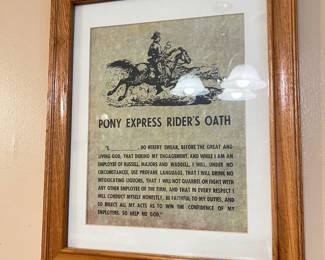 PONY EXPRESS RIDER'S OATH
"I, ........., DO HEREBY SWEAR, BEFORE THE GREAT AND
LIVING GOD, THAT DURING MY ENGAGEMENT, AND WHILE I AM AN
EMPLOYEE OF RUSSELL, MAJORS AND WADDELL, I WILL, UNDER NO
CIRCUMSTANCES, USE PROFANE LANGUAGE, THAT I WILL DRINK NO
INTOXICATING LIQUORS, THAT I WILL NOT QUARREL OR FIGHT WITH
ANY OTHER EMPLOYEE OF THE FIRM, AND THAT IN EVERY RESPECT I
WILL CONDUCT MYSELF HONESTLY, BE FAITHFUL TO MY DUTIES, AND
SO DIRECT ALL MY ACTS AS TO WIN THE CONFIDENCE OF MY
EMPLOYERS. SO HELP ME GOD."